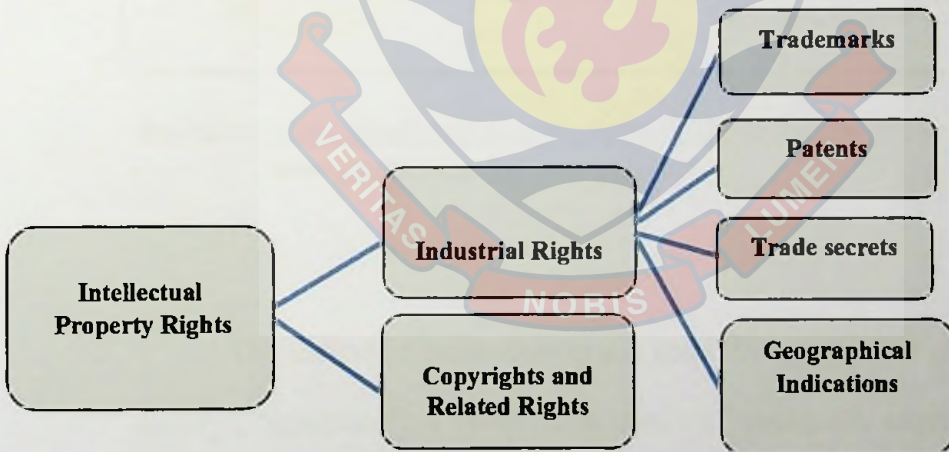 Trademarks
Patents
Trade secrets
Geographical
Indications
Industrial Rights
Intellectual
Property Rights
Copyrights and
Related Rights
VERITAS
NOBIS
LUMEN